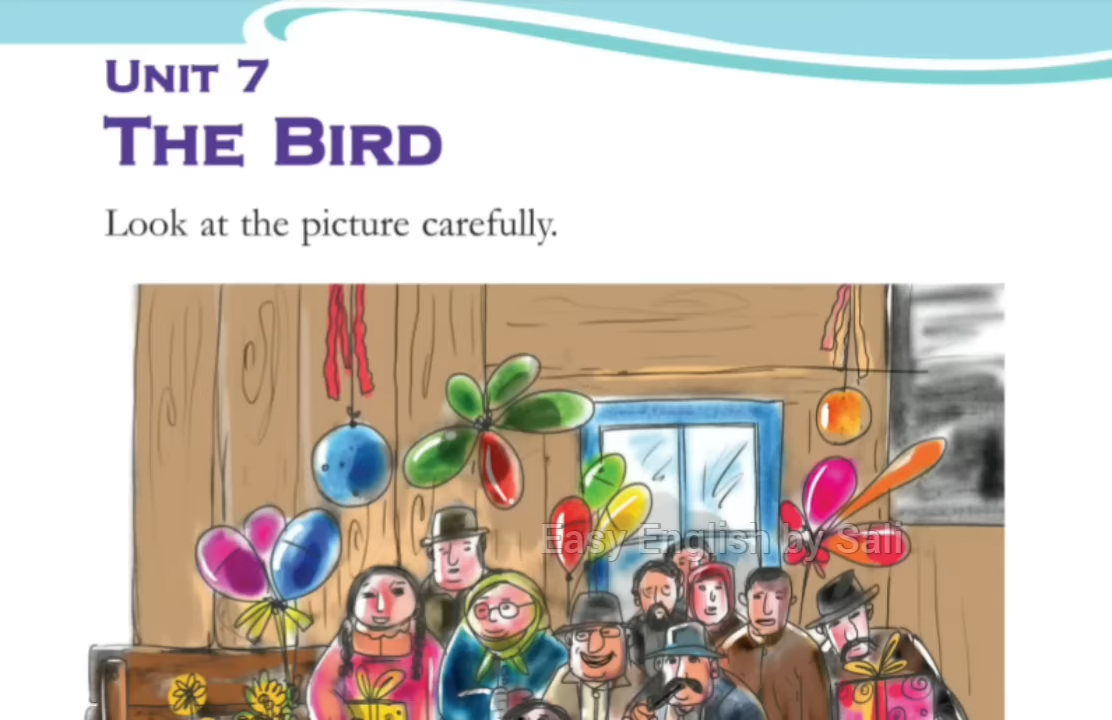 UNIT 7
THE BIRD
Look at the picture carefully.
Easy English by Sali